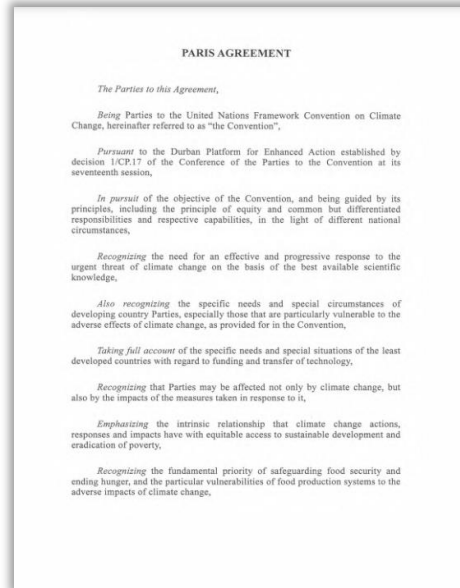 PARIS AGREEMENT
The Parties to this Agreement,
Being Parties to the United Nations Framework Convention on Climate
Change, hereinafter referred to as “the Convention”,
Pursuant to the Durban Platform for Enhanced Action established by
decision 1/CP.17 of the Conference of the Parties to the Convention at its
seventeenth session,
In pursuit of the objective of the Convention, and being guided by its
principles, including the principle of equity and common but differentiated
responsibilities and respective capabilities, in the light of different national
circumstances,
Recognizing the need for an effective and progressive response to the
urgent threat of climate change on the basis of the best available scientific
knowledge,
Also recognizing the specific needs and special circumstances of
developing country Parties, especially those that are particularly vulnerable to the
adverse effects of climate change, as provided for in the Convention,
Taking full account of the specific needs and special situations of the least
developed countries with regard to funding and transfer of technology,
Recognizing that Parties may be affected not only by climate change, but
also by the impacts of the measures taken in response to it,
Emphasizing the intrinsic relationship that climate change actions,
responses and impacts have with equitable access to sustainable development and
eradication of poverty,
Recognizing the fundamental priority of safeguarding food security and
ending hunger, and the particular vulnerabilities of food production systems to the
adverse impacts of climate change,